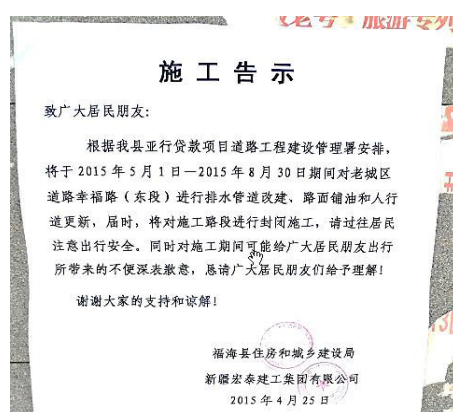 旅游专列
施工告示
致广大居民朋友：
根据我县亚行贷款项目道路工程建设管理署安排，
将于2015年5月1日—2015年8月30日期间对老城区
道路幸福路（东段）进行排水管道改建、路面铺油和人行
道更新，届时，将对施工路段进行封闭施工，请过往居民
注意出行安全。同时对施工期间可能给广大居民朋友出行
所带来的不便深表歉意，恳请广大居民朋友们给予理解！
谢谢大家的支持和谅解！
福海县住房和城乡建设局
新疆宏泰建工集团有限公司
2015年4月25日